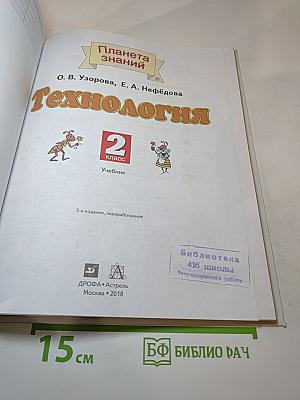 Планета знаний
О. В. Узорова, Е. А. Нефёдова
Технология
2
класс
Учебник
2-е издание, переработанное
Библиотека
416 школы
ДРОФА • Астрель
Москва • 2018
15 см
БФ БИБЛИО